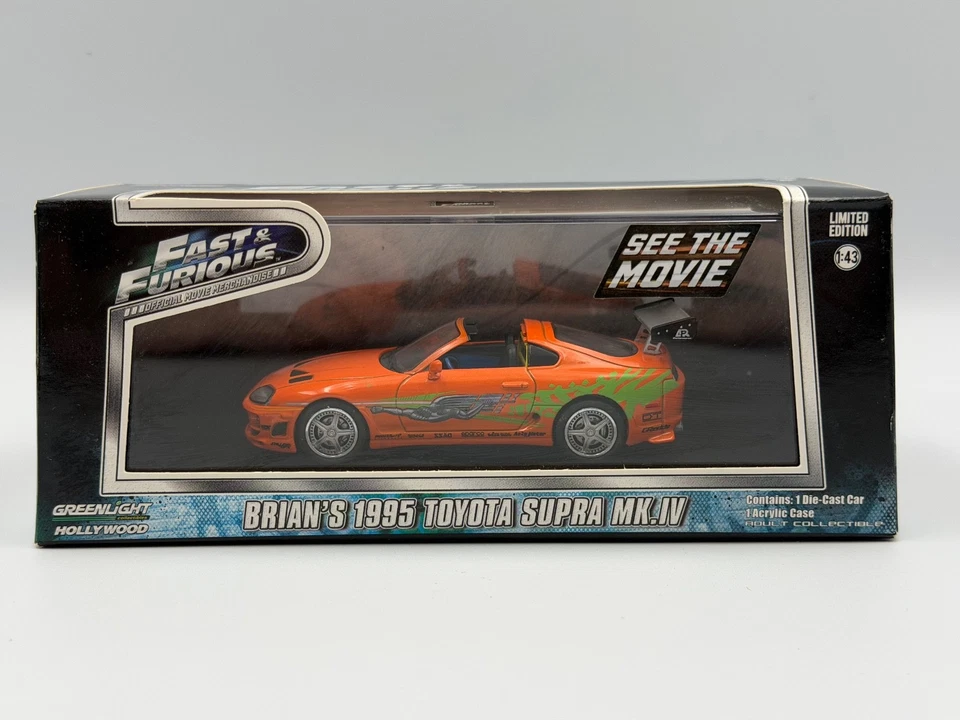 FAST &
FURIOUS
OFFICIAL MOVIE MERCHANDISE
SEE THE
MOVIE
LIMITED
EDITION
1:43
GREENLIGHT
HOLLYWOOD
BRIAN'S 1995 TOYOTA SUPRA MK.IV
Contains: 1 Die-Cast Car
1 Acrylic Case
ADULT COLLECTIBLE